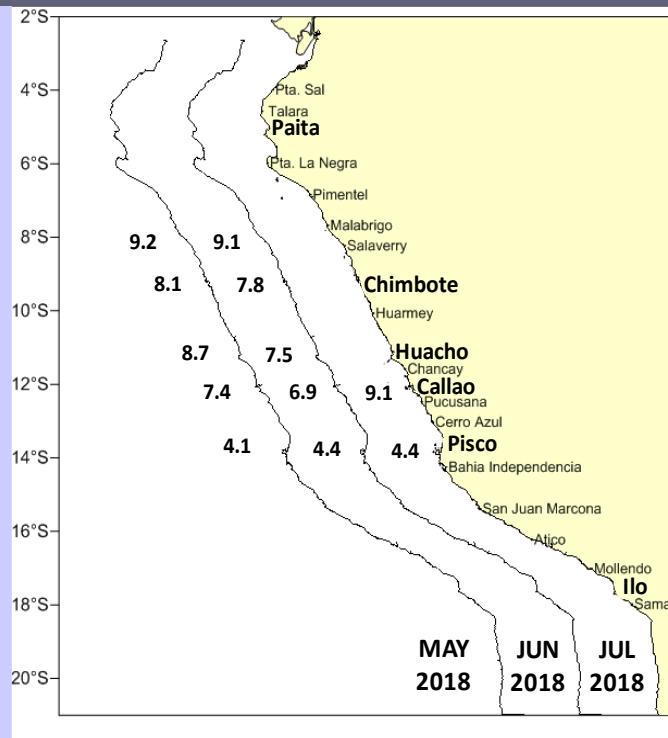 2°S
4°S
Pta. Sal
Talara
Paita
6°S
Pta. La Negra
Pimentel
Malabrigo
8°S
9.2 9.1
Salaverry
8.1 7.8 Chimbote
10°S
Huarmey
8.7 7.5 Huacho
Chancay
12°S
7.4 6.9 9.1 Callao
Pucusana
Cerro Azul
4.1 4.4 4.4 Pisco
14°S
Bahia Independencia
San Juan Marcona
16°S
Atico
Mollendo
Ilo
18°S
Sama
MAY JUN JUL
2018 2018 2018
20°S